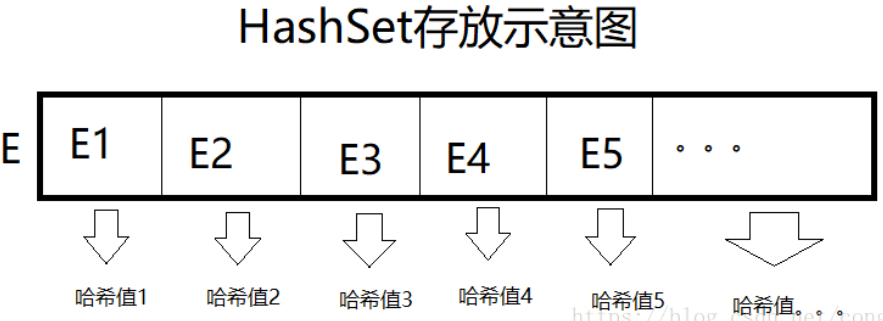 HashSet存放示意图
E E1 E2 E3 E4 E5 。。。
哈希值1 哈希值2 哈希值3 哈希值4 哈希值5 哈希值。。。
https://blog.csdn.net/cong